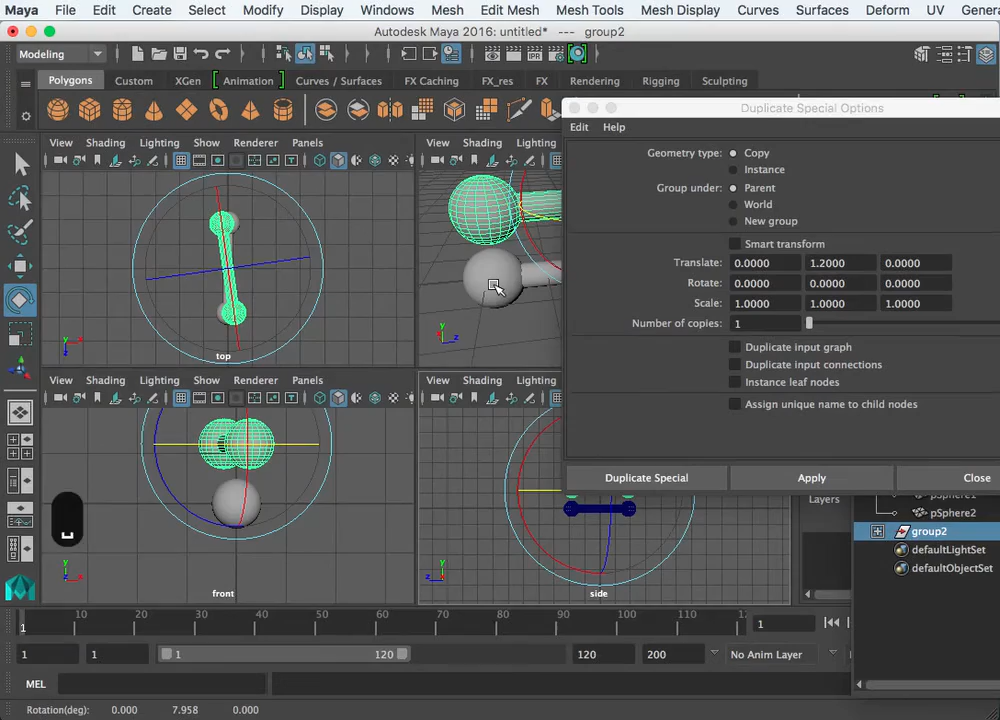 Maya File Edit Create Select Modify Display Windows Mesh Edit Mesh Mesh Tools Mesh Display Curves Surfaces Deform UV Genera
Autodesk Maya 2016: untitled* --- group2
Modeling
Polygons Custom XGen Animation Curves / Surfaces FX Caching FX_res FX Rendering Rigging Sculpting
Duplicate Special Options
Edit Help
View Shading Lighting Show Renderer Panels
View Shading Lighting
Geometry type: Copy
Instance
Group under: Parent
World
New group
Smart transform
Translate: 0.0000 1.2000 0.0000
Rotate: 0.0000 0.0000 0.0000
Scale: 1.0000 1.0000 1.0000
Number of copies: 1
Duplicate input graph
Duplicate input connections
Instance leaf nodes
Assign unique name to child nodes
Duplicate Special Apply Close
top
View Shading Lighting Show Renderer Panels
View Shading Lighting
front
side
Layers
pSphere1
pSphere2
group2
defaultLightSet
defaultObjectSet
1 10 20 30 40 50 60 70 80 90 100 110 12
1
1 1 1 120 120 200 No Anim Layer
MEL
Rotation(deg): 0.000 7.958 0.000